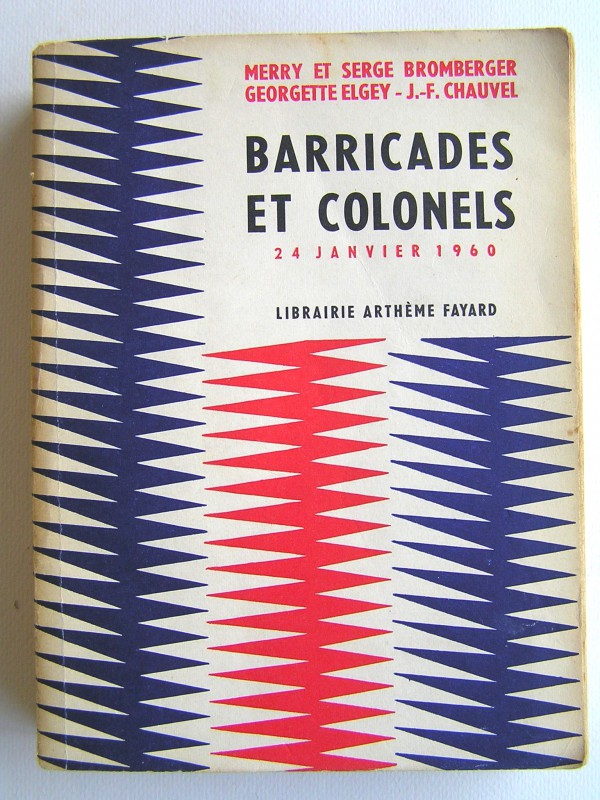 MERRY ET SERGE BROMBERGER
GEORGETTE ELGEY - J.-F. CHAUVEL
BARRICADES
ET COLONELS
24 JANVIER 1960
LIBRAIRIE ARTHÈME FAYARD